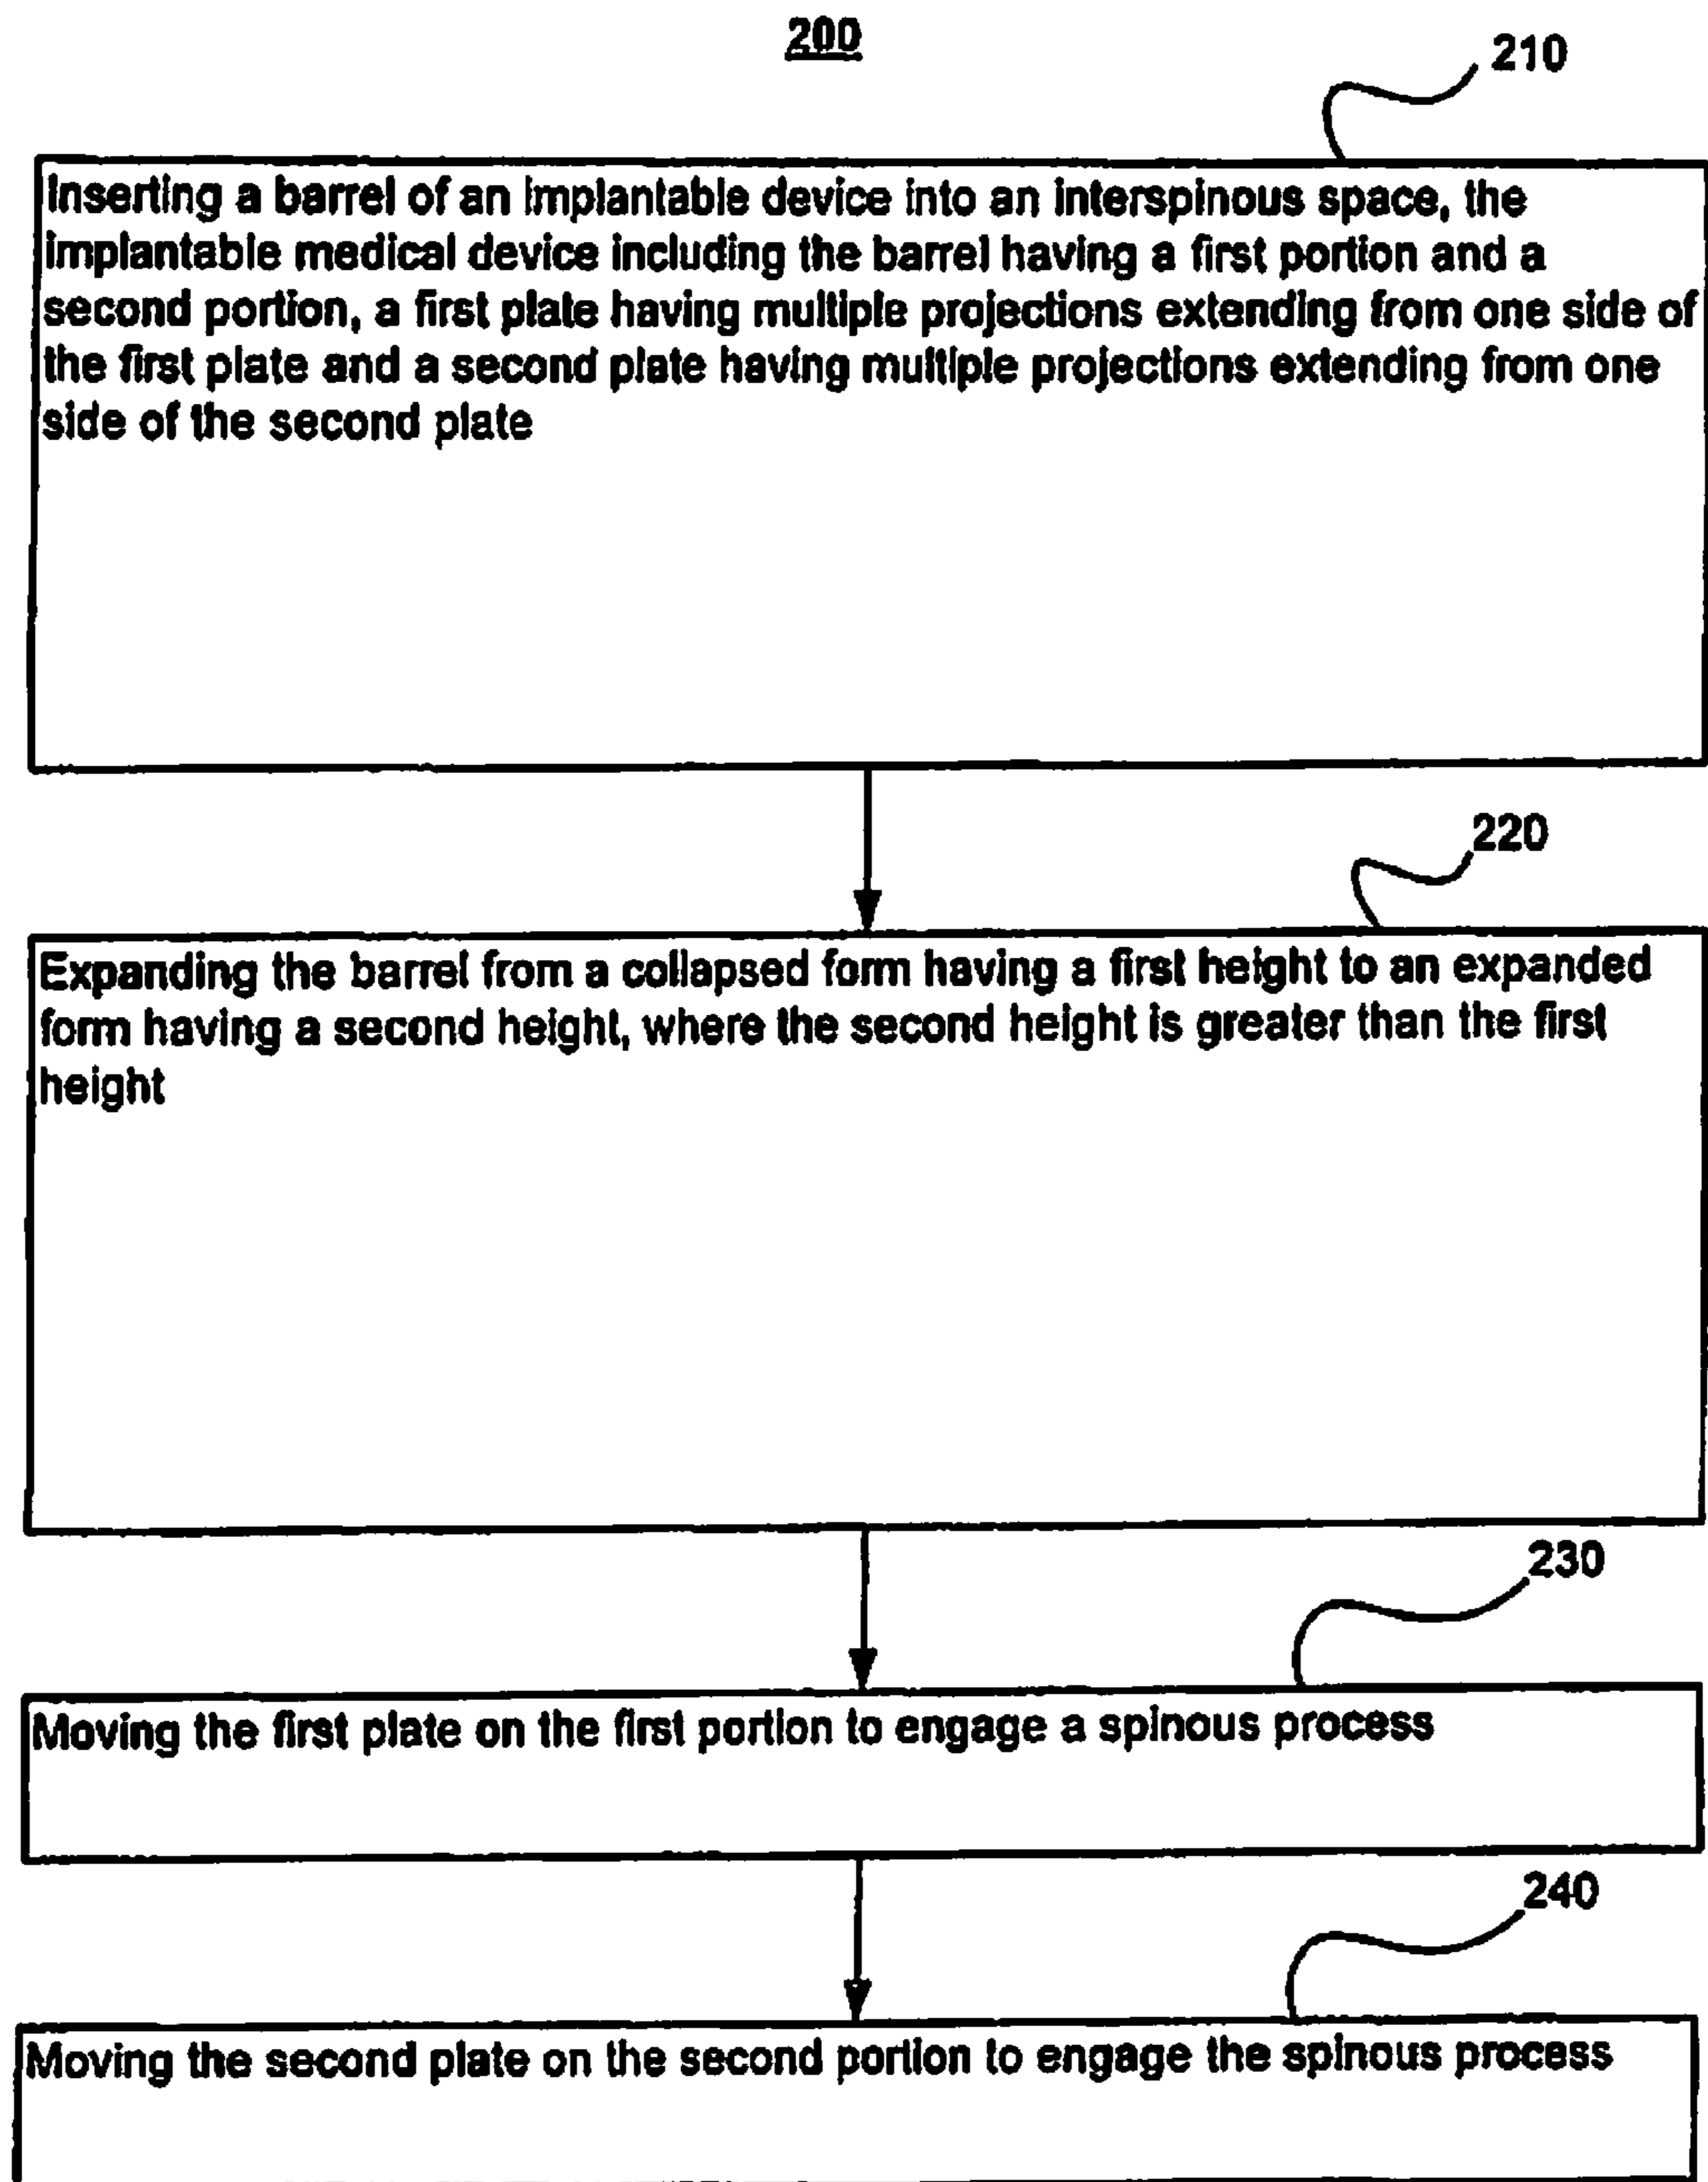 200
210
Inserting a barrel of an implantable device into an interspinous space, the
implantable medical device including the barrel having a first portion and a
second portion, a first plate having multiple projections extending from one side of
the first plate and a second plate having multiple projections extending from one
side of the second plate
220
Expanding the barrel from a collapsed form having a first height to an expanded
form having a second height, where the second height is greater than the first
height
230
Moving the first plate on the first portion to engage a spinous process
240
Moving the second plate on the second portion to engage the spinous process